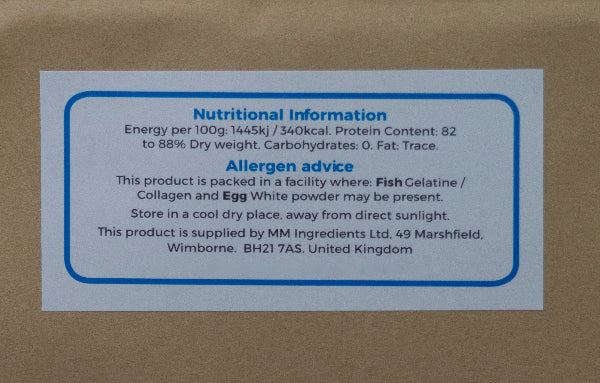 Nutritional Information
Energy per 100g: 1445kj / 340kcal. Protein Content: 82
to 88% Dry weight. Carbohydrates: 0. Fat: Trace.
Allergen advice
This product is packed in a facility where: Fish Gelatine /
Collagen and Egg White powder may be present.
Store in a cool dry place, away from direct sunlight.
This product is supplied by MM Ingredients Ltd, 49 Marshfield,
Wimborne. BH21 7AS. United Kingdom